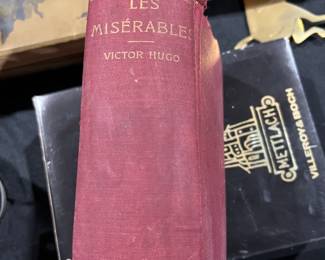 LES
MISÉRABLES
VICTOR HUGO
METTLACH
VILLEROY & BOCH